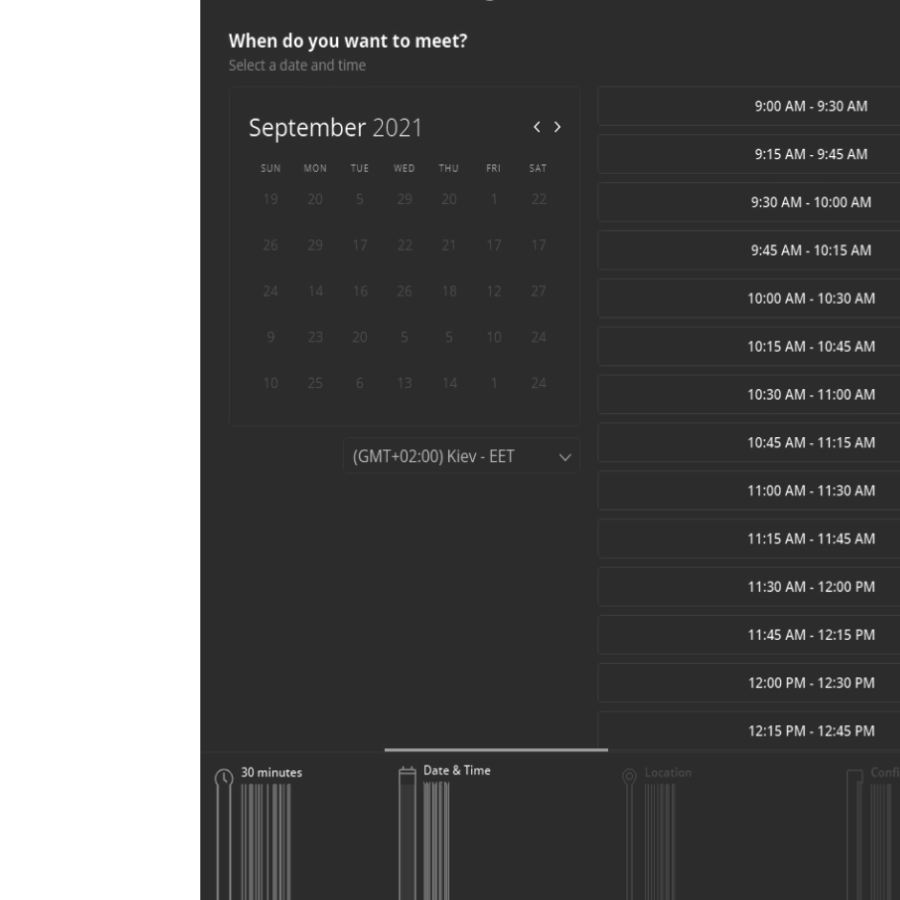 When do you want to meet?
Select a date and time
September 2021
SUN MON TUE WED THU FRI SAT
19 20 5 29 20 1 22
26 29 17 22 21 17 17
24 14 16 26 18 12 27
9 23 20 5 5 10 24
10 25 6 13 14 1 24
(GMT+02:00) Kiev - EET
9:00 AM - 9:30 AM
9:15 AM - 9:45 AM
9:30 AM - 10:00 AM
9:45 AM - 10:15 AM
10:00 AM - 10:30 AM
10:15 AM - 10:45 AM
10:30 AM - 11:00 AM
10:45 AM - 11:15 AM
11:00 AM - 11:30 AM
11:15 AM - 11:45 AM
11:30 AM - 12:00 PM
11:45 AM - 12:15 PM
12:00 PM - 12:30 PM
12:15 PM - 12:45 PM
30 minutes
Date & Time
Location
Confi